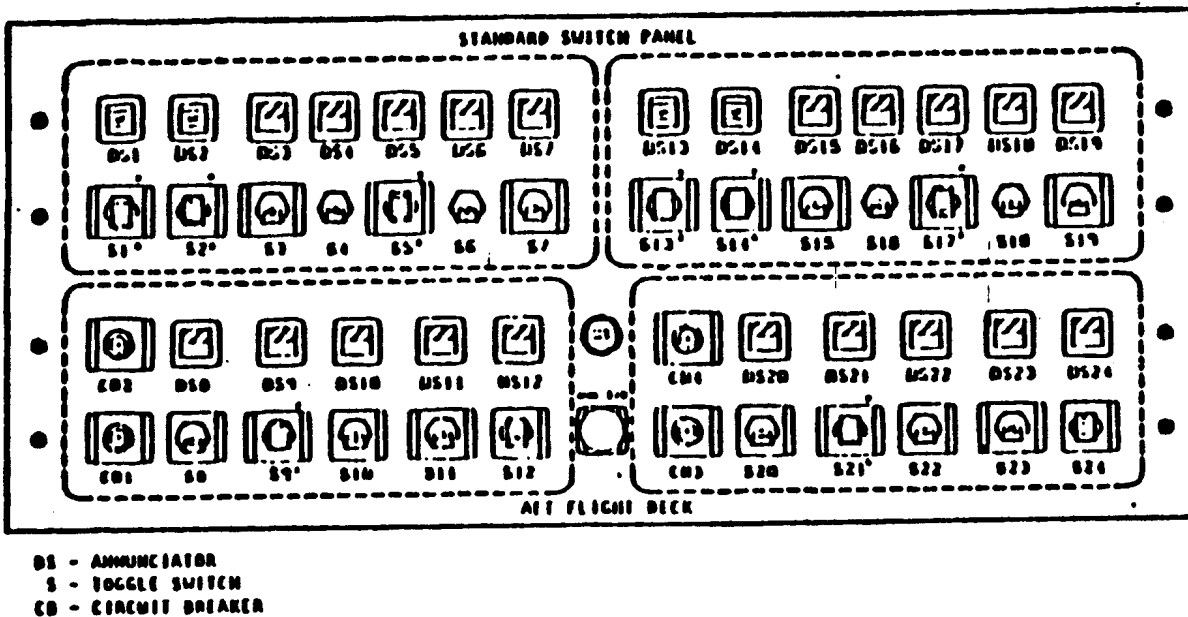 STANDARD SWITCH PANEL
DS1 DS2 DS3 DS4 DS5 DS6 DS7 DS13 DS14 DS15 DS16 DS17 DS18 DS19
S1 S2 S3 S4 S5 S6 S7 S13 S14 S15 S16 S17 S18 S19
CB2 DS8 DS9 DS10 DS11 DS12 CB4 DS20 DS21 DS22 DS23 DS24
CB1 S8 S9 S10 S11 S12 CB3 S20 S21 S22 S23 S24
AFT FLIGHT DECK
DS - ANNUNCIATOR
S - TOGGLE SWITCH
CB - CIRCUIT BREAKER